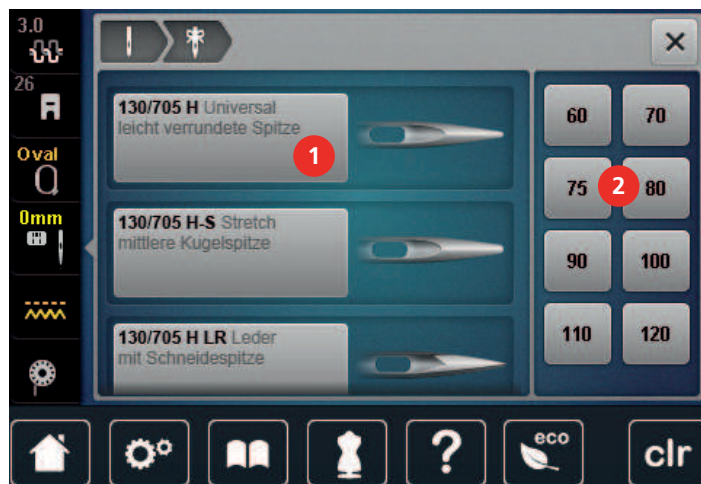 3.0
26
Oval
0mm
130/705 H Universal
leicht verrundete Spitze
1
130/705 H-S Stretch
mittlere Kugelspitze
130/705 H LR Leder
mit Schneidespitze
60 70
75 2 80
90 100
110 120
? eco clr